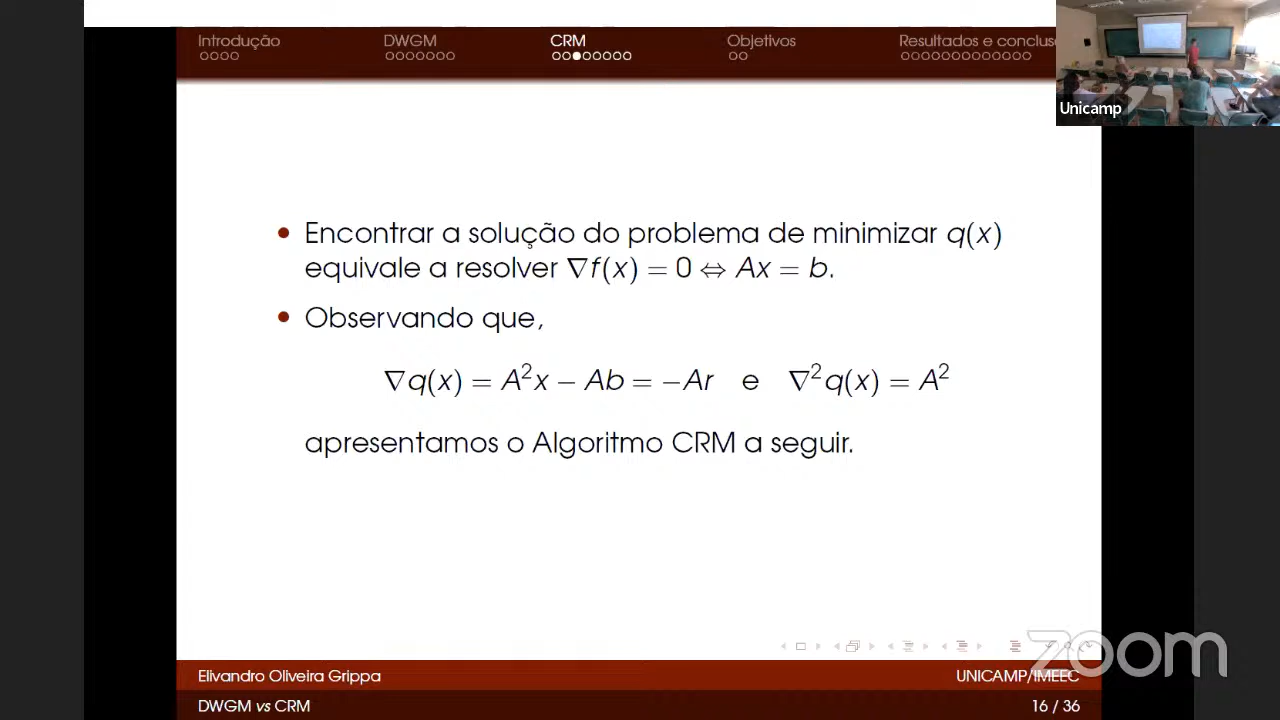 Introdução DWGM CRM Objetivos Resultados e conclus
Unicamp
Encontrar a solução do problema de minimizar q(x)
equivale a resolver ∇f(x) = 0 ⇔ Ax = b.
Observando que,
∇q(x) = A²x − Ab = −Ar e ∇²q(x) = A²
apresentamos o Algoritmo CRM a seguir.
zoom
Elivandro Oliveira Grippa UNICAMP/IMEEC
DWGM vs CRM 16 / 36